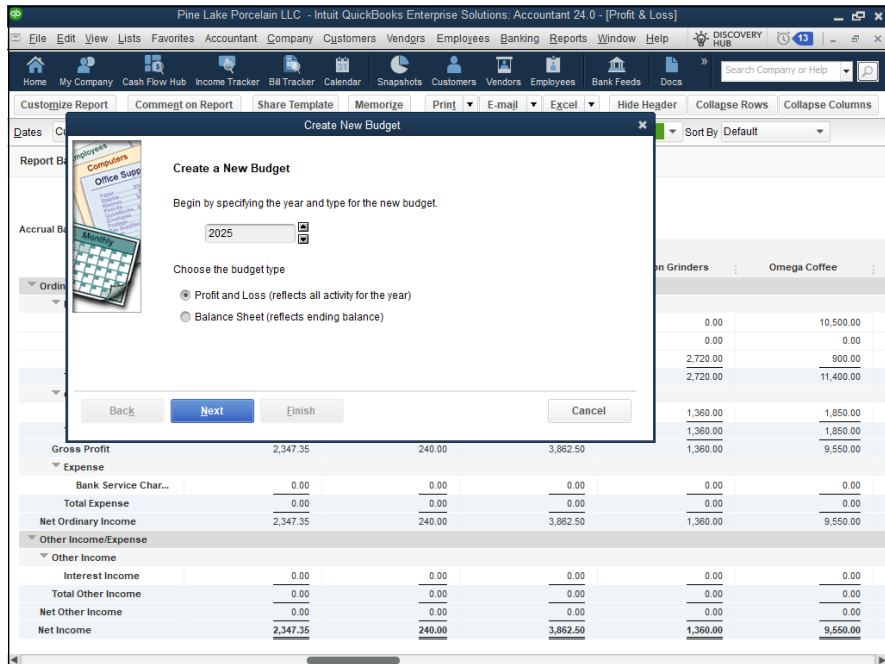 Pine Lake Porcelain LLC - Intuit QuickBooks Enterprise Solutions: Accountant 24.0 - [Profit & Loss]
File Edit View Lists Favorites Accountant Company Customers Vendors Employees Banking Reports Window Help DISCOVERY HUB 13
Home My Company Cash Flow Hub Income Tracker Bill Tracker Calendar Snapshots Customers Vendors Employees Bank Feeds Docs » Search Company or Help
Customize Report Comment on Report Share Template Memorize Print E-mail Excel Hide Header Collapse Rows Collapse Columns
Dates Cu Sort By Default
Create New Budget
Report Ba
Employees
Computers
Office Supp
Monthly
Create a New Budget
Begin by specifying the year and type for the new budget.
Accrual Ba
2025
Choose the budget type
Profit and Loss (reflects all activity for the year)
Balance Sheet (reflects ending balance)
Back Next Finish Cancel
on Grinders Omega Coffee
Ordin
0.00 10,500.00
0.00 0.00
2,720.00 900.00
2,720.00 11,400.00
1,360.00 1,850.00
1,360.00 1,850.00
Gross Profit 2,347.35 240.00 3,862.50 1,360.00 9,550.00
Expense
Bank Service Char... 0.00 0.00 0.00 0.00 0.00
Total Expense 0.00 0.00 0.00 0.00 0.00
Net Ordinary Income 2,347.35 240.00 3,862.50 1,360.00 9,550.00
Other Income/Expense
Other Income
Interest Income 0.00 0.00 0.00 0.00 0.00
Total Other Income 0.00 0.00 0.00 0.00 0.00
Net Other Income 0.00 0.00 0.00 0.00 0.00
Net Income 2,347.35 240.00 3,862.50 1,360.00 9,550.00